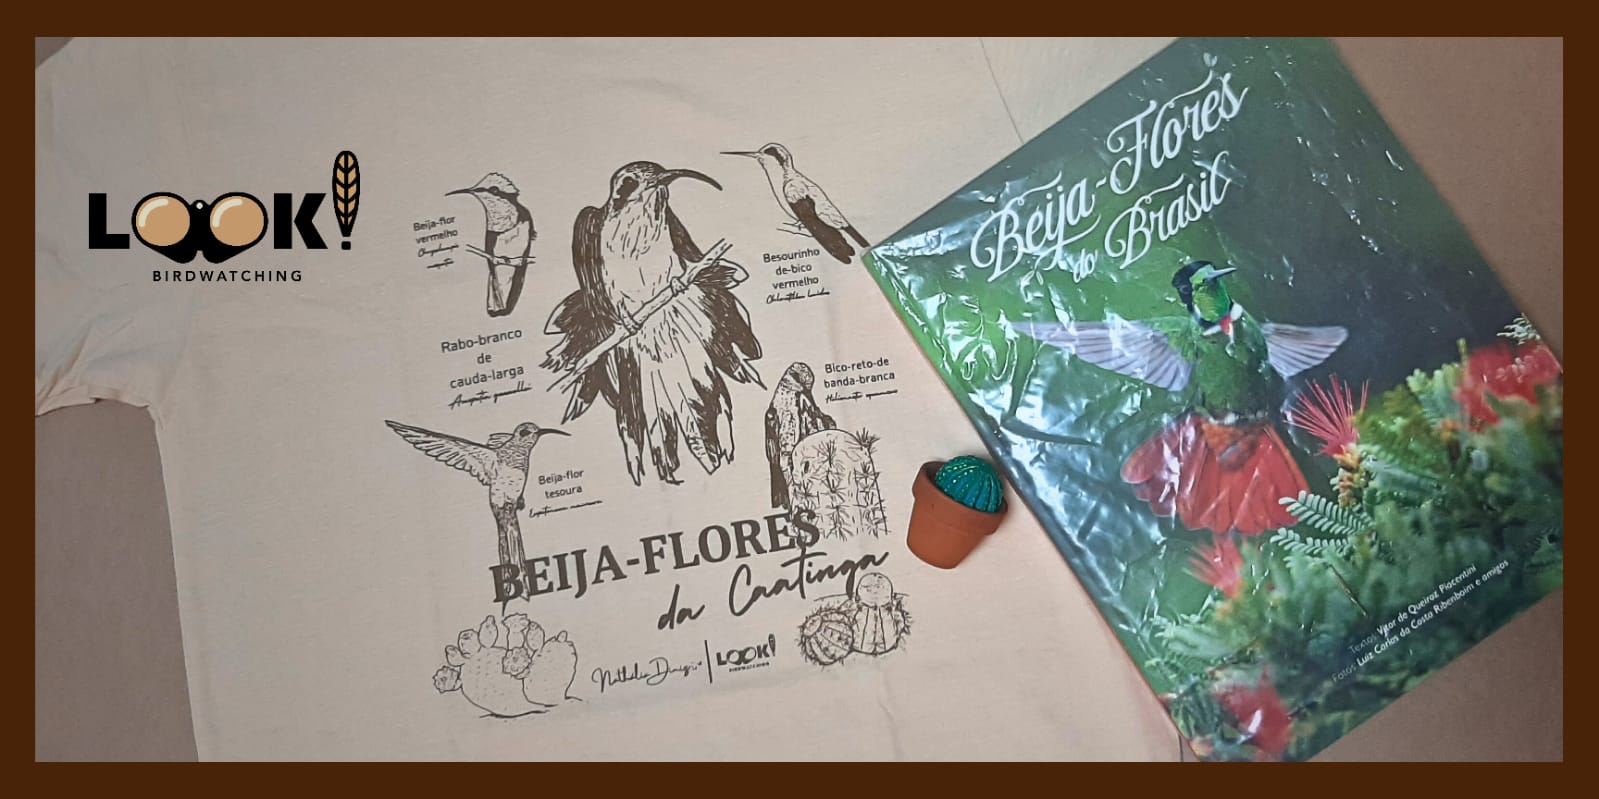 LOOK!
BIRDWATCHING
Beija-flor
vermelho
Rabo-branco
de
cauda-larga
Besourinho
de-bico
vermelho
Bico-reto-de
banda-branca
Beija-flor
tesoura
BEIJA-FLORES
da Caatinga
LOOK!
BIRDWATCHING
Beija-Flores
do Brasil
Textos Vitor de Queiroz Piacentini
Fotos Luiz Carlos da Costa Ribenboim e amigos